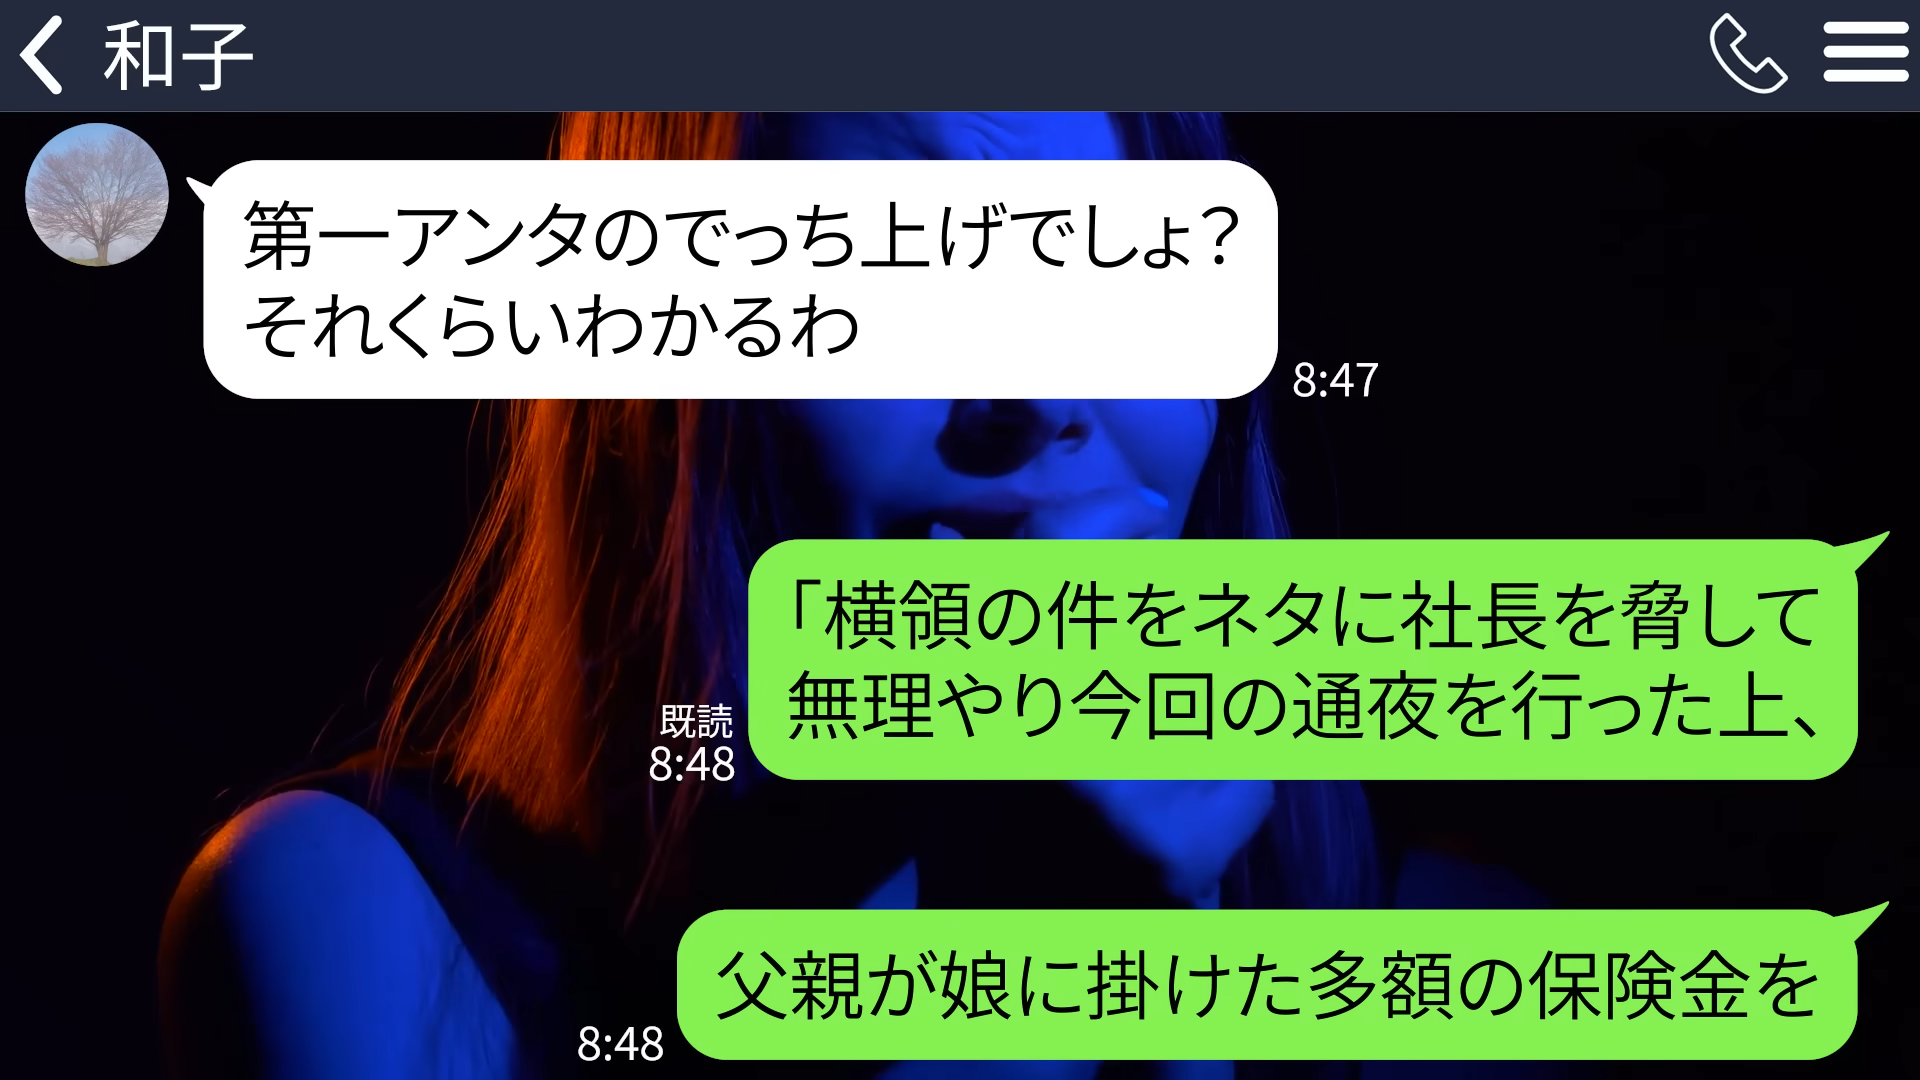 和子
第一アンタのでっち上げでしょ？
それくらいわかるわ
8:47
「横領の件をネタに社長を脅して
無理やり今回の通夜を行った上、
既読
8:48
父親が娘に掛けた多額の保険金を
8:48